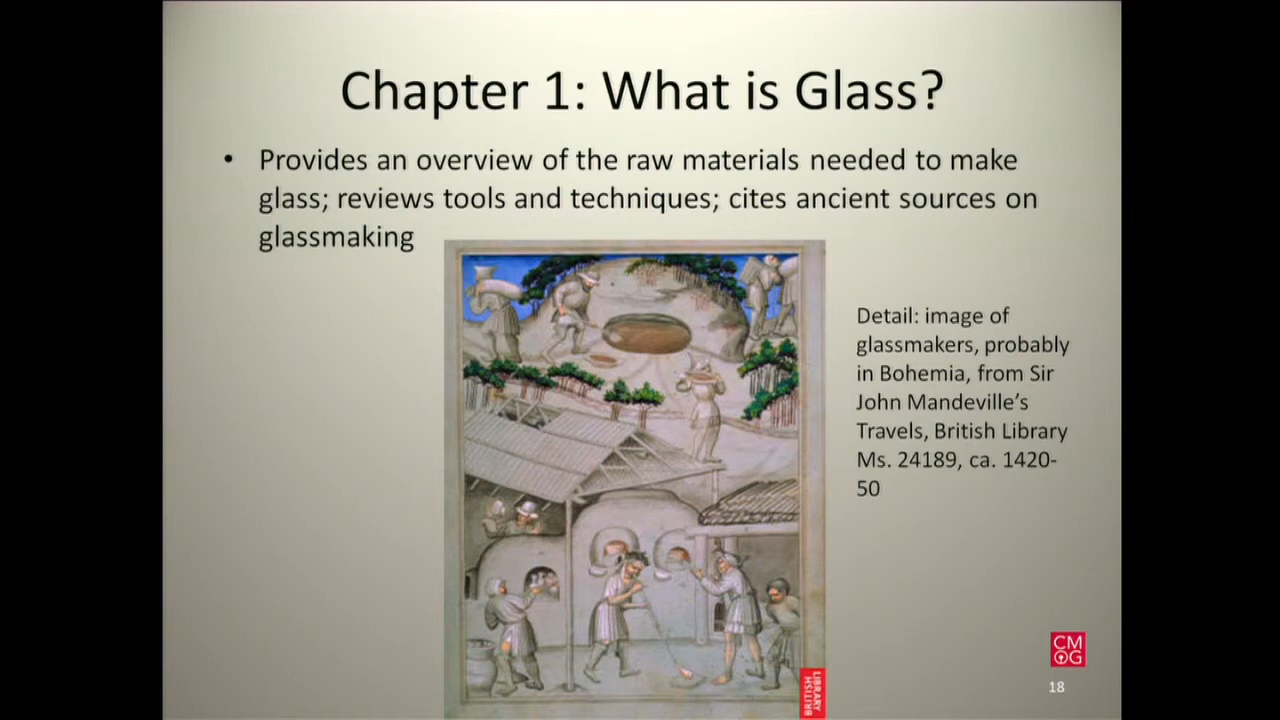 Chapter 1: What is Glass?
• Provides an overview of the raw materials needed to make
glass; reviews tools and techniques; cites ancient sources on
glassmaking
Detail: image of
glassmakers, probably
in Bohemia, from Sir
John Mandeville’s
Travels, British Library
Ms. 24189, ca. 1420-
50
BRITISH
LIBRARY
CM
OG
18